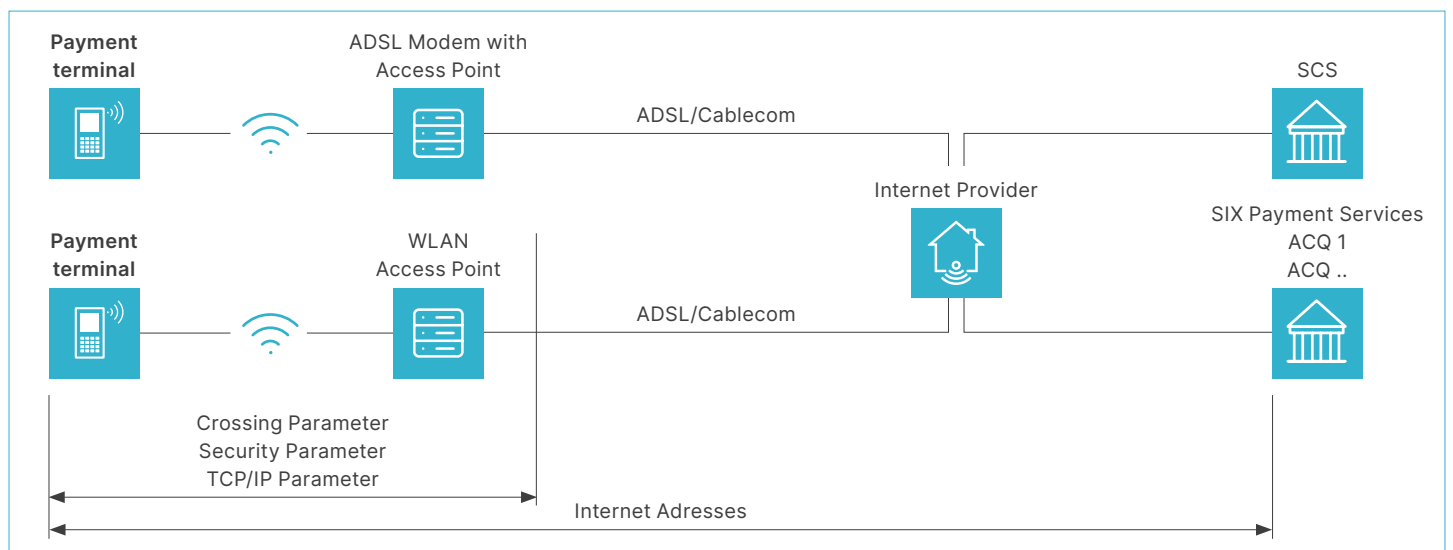 Payment
terminal
ADSL Modem with
Access Point
ADSL/Cablecom
SCS
Internet Provider
SIX Payment Services
ACQ 1
ACQ ..
Payment
terminal
WLAN
Access Point
ADSL/Cablecom
Crossing Parameter
Security Parameter
TCP/IP Parameter
Internet Adresses